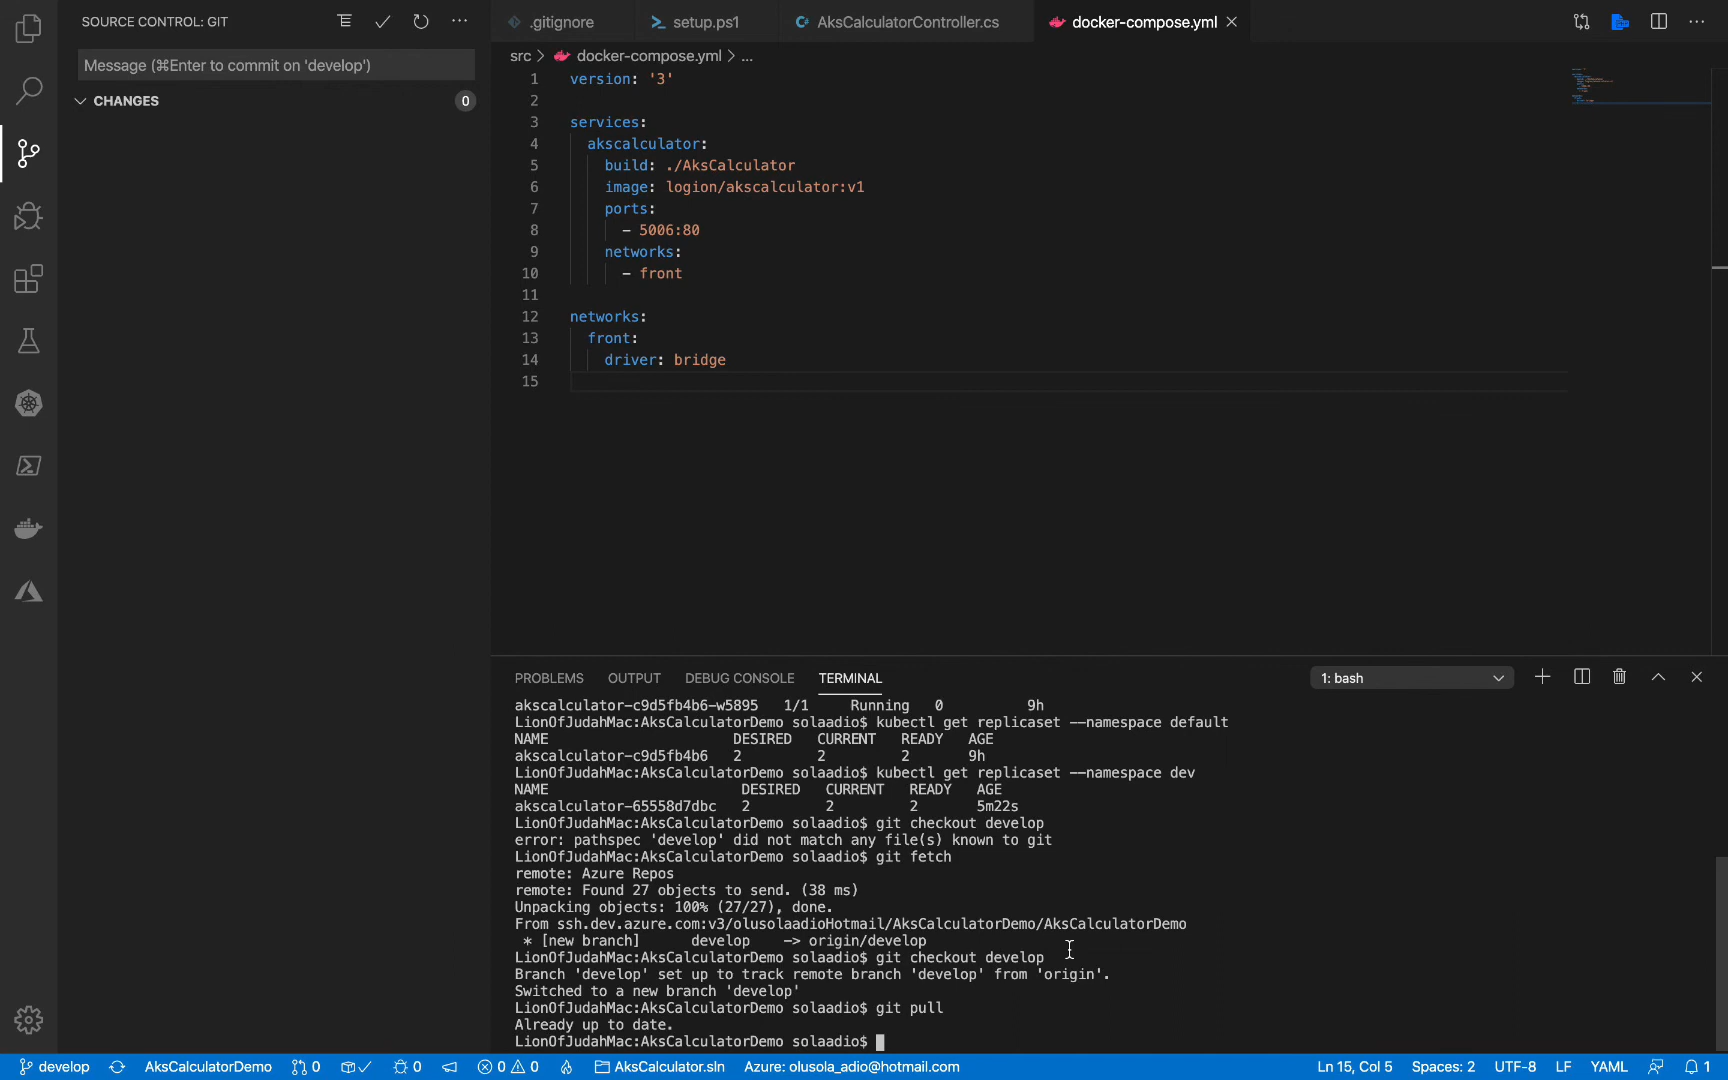 SOURCE CONTROL: GIT
Message (⌘Enter to commit on 'develop')
CHANGES 0
.gitignore setup.ps1 AksCalculatorController.cs docker-compose.yml
src > docker-compose.yml > ...
1 version: '3'
2
3 services:
4 akscalculator:
5 build: ./AksCalculator
6 image: logion/akscalculator:v1
7 ports:
8 - 5006:80
9 networks:
10 - front
11
12 networks:
13 front:
14 driver: bridge
15
PROBLEMS OUTPUT DEBUG CONSOLE TERMINAL 1: bash
akscalculator-c9d5fb4b6-w5895 1/1 Running 0 9h
LionOfJudahMac:AksCalculatorDemo solaadio$ kubectl get replicaset --namespace default
NAME DESIRED CURRENT READY AGE
akscalculator-c9d5fb4b6 2 2 2 9h
LionOfJudahMac:AksCalculatorDemo solaadio$ kubectl get replicaset --namespace dev
NAME DESIRED CURRENT READY AGE
akscalculator-65558d7dbc 2 2 2 5m22s
LionOfJudahMac:AksCalculatorDemo solaadio$ git checkout develop
error: pathspec 'develop' did not match any file(s) known to git
LionOfJudahMac:AksCalculatorDemo solaadio$ git fetch
remote: Azure Repos
remote: Found 27 objects to send. (38 ms)
Unpacking objects: 100% (27/27), done.
From ssh.dev.azure.com:v3/olusolaadioHotmail/AksCalculatorDemo/AksCalculatorDemo
* [new branch] develop -> origin/develop
LionOfJudahMac:AksCalculatorDemo solaadio$ git checkout develop
Branch 'develop' set up to track remote branch 'develop' from 'origin'.
Switched to a new branch 'develop'
LionOfJudahMac:AksCalculatorDemo solaadio$ git pull
Already up to date.
LionOfJudahMac:AksCalculatorDemo solaadio$
develop AksCalculatorDemo 0 0 0 0 AksCalculator.sln Azure: olusola_adio@hotmail.com Ln 15, Col 5 Spaces: 2 UTF-8 LF YAML 1